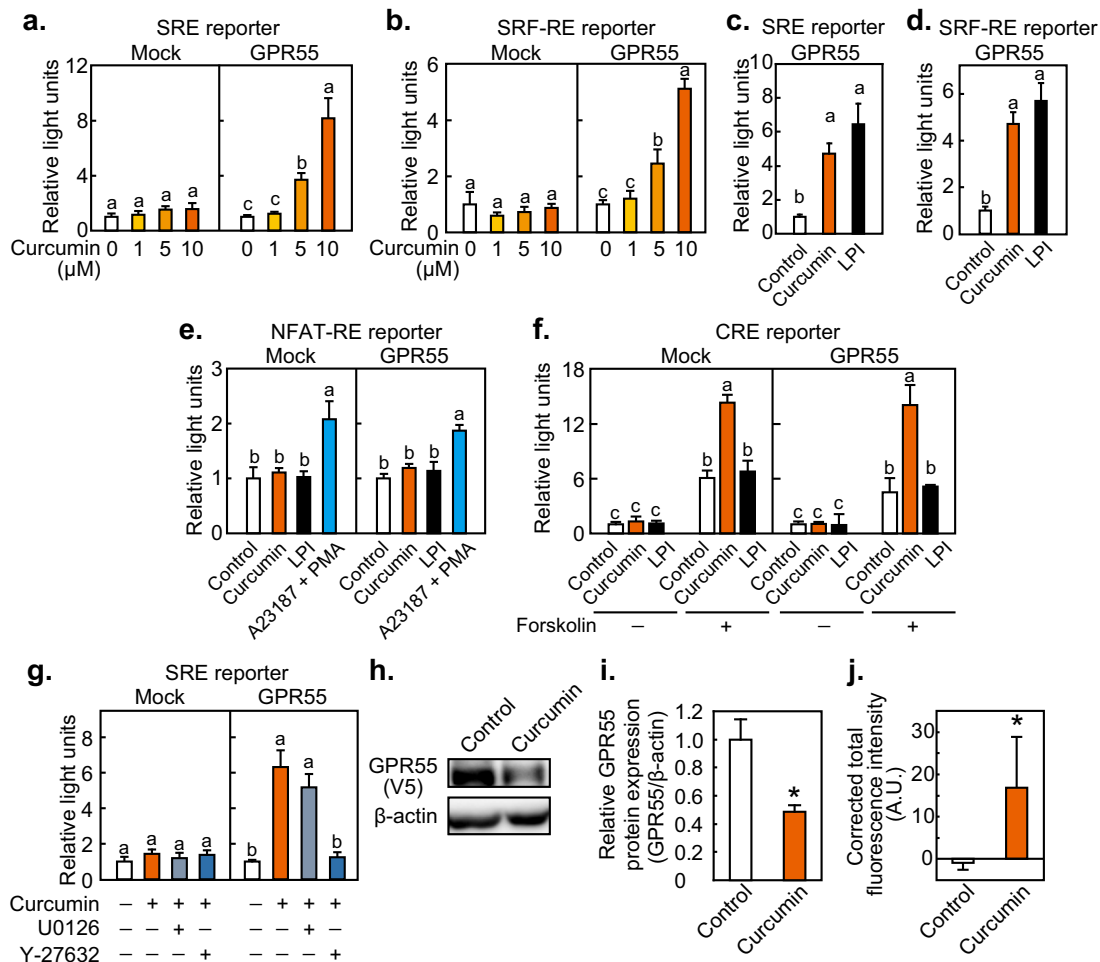 a.
SRE reporter
Mock GPR55
Relative light units
12
8
4
0
a a a a c c b a
Curcumin 0 1 5 10 0 1 5 10
(μM)
b.
SRF-RE reporter
Mock GPR55
Relative light units
6
4
2
0
a a a a c c b a
Curcumin 0 1 5 10 0 1 5 10
(μM)
c.
SRE reporter
GPR55
Relative light units
10
8
6
4
2
0
b a a
Control Curcumin LPI
d.
SRF-RE reporter
GPR55
Relative light units
6
4
2
0
b a a
Control Curcumin LPI
e.
NFAT-RE reporter
Mock GPR55
Relative light units
3
2
1
0
b b b a b b b a
Control Curcumin LPI A23187 + PMA Control Curcumin LPI A23187 + PMA
f.
CRE reporter
Mock GPR55
Relative light units
18
12
6
0
c c c b a b c c c b a b
Control Curcumin LPI Control Curcumin LPI Control Curcumin LPI Control Curcumin LPI
Forskolin − + − +
g.
SRE reporter
Mock GPR55
Relative light units
8
6
4
2
0
a a a a b a a b
Curcumin − + + + − + + +
U0126 − − + − − − + −
Y-27632 − − − + − − − +
h.
Control Curcumin
GPR55
(V5)
β-actin
i.
Relative GPR55
protein expression
(GPR55/β-actin)
1.2
1.0
0.8
0.6
0.4
0.2
0
*
Control Curcumin
j.
Corrected total
fluorescence intensity
(A.U.)
30
20
10
0
*
Control Curcumin